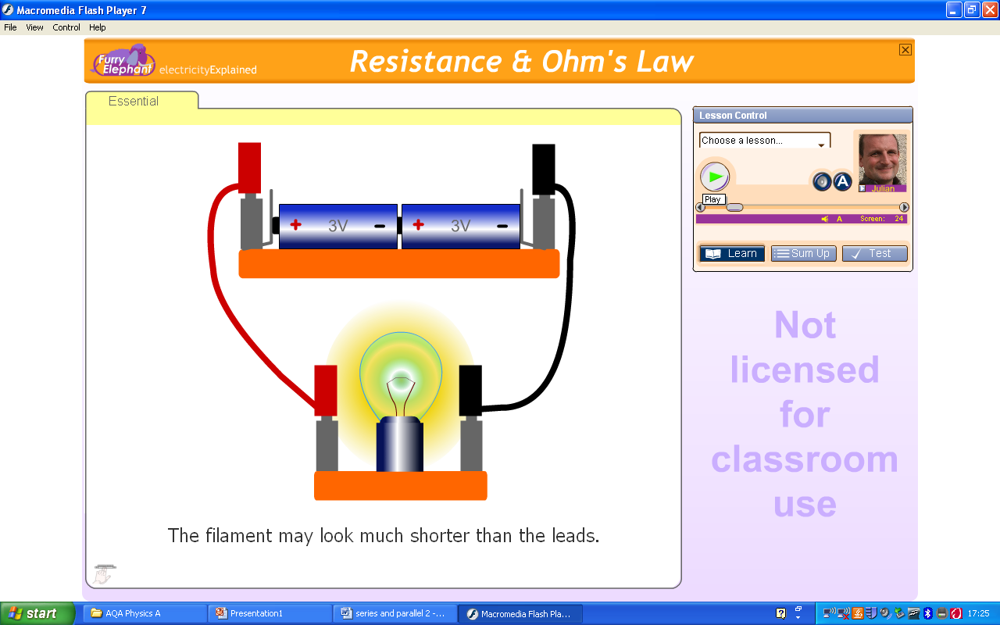 Macromedia Flash Player 7
File View Control Help
Furry Elephant electricityExplained
Resistance & Ohm's Law
Essential
Lesson Control
Choose a lesson...
A
Julian
Play
A Screen: 24
Learn Sum Up Test
+ 3V - + 3V -
Not
licensed
for
classroom
use
The filament may look much shorter than the leads.
start AQA Physics A Presentation1 series and parallel 2 -... Macromedia Flash Pla... 17:25